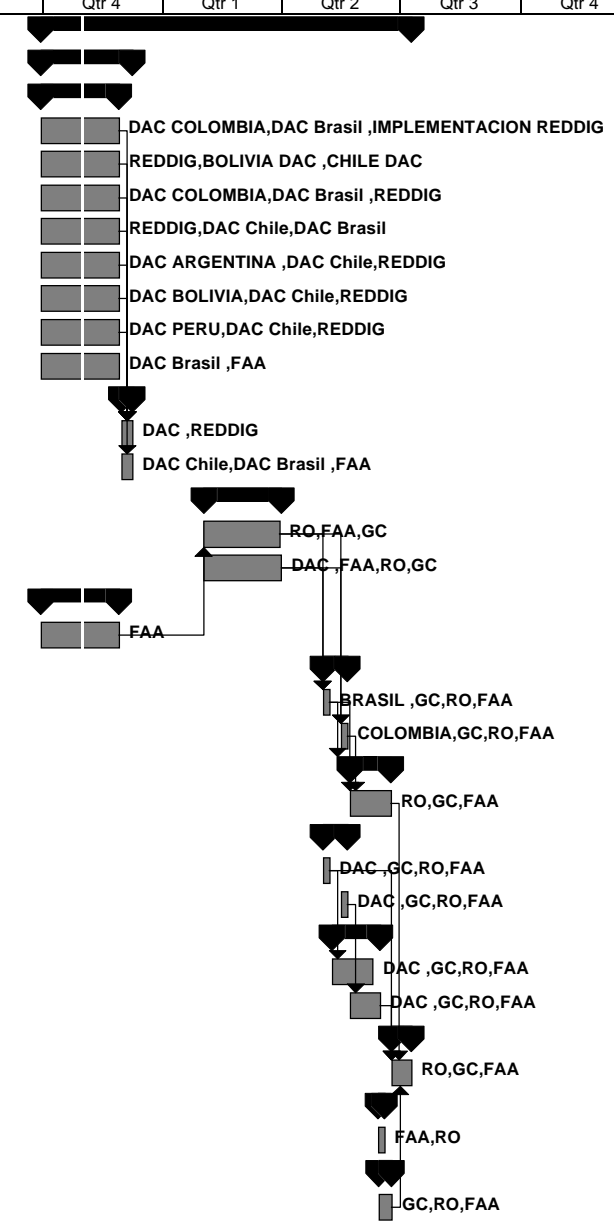 Qtr 4 Qtr 1 Qtr 2 Qtr 3 Qtr 4
DAC COLOMBIA,DAC Brasil ,IMPLEMENTACION REDDIG
REDDIG,BOLIVIA DAC ,CHILE DAC
DAC COLOMBIA,DAC Brasil ,REDDIG
REDDIG,DAC Chile,DAC Brasil
DAC ARGENTINA ,DAC Chile,REDDIG
DAC BOLIVIA,DAC Chile,REDDIG
DAC PERU,DAC Chile,REDDIG
DAC Brasil ,FAA
DAC ,REDDIG
DAC Chile,DAC Brasil ,FAA
RO,FAA,GC
DAC ,FAA,RO,GC
FAA
BRASIL ,GC,RO,FAA
COLOMBIA,GC,RO,FAA
RO,GC,FAA
DAC ,GC,RO,FAA
DAC ,GC,RO,FAA
DAC ,GC,RO,FAA
DAC ,GC,RO,FAA
RO,GC,FAA
FAA,RO
GC,RO,FAA